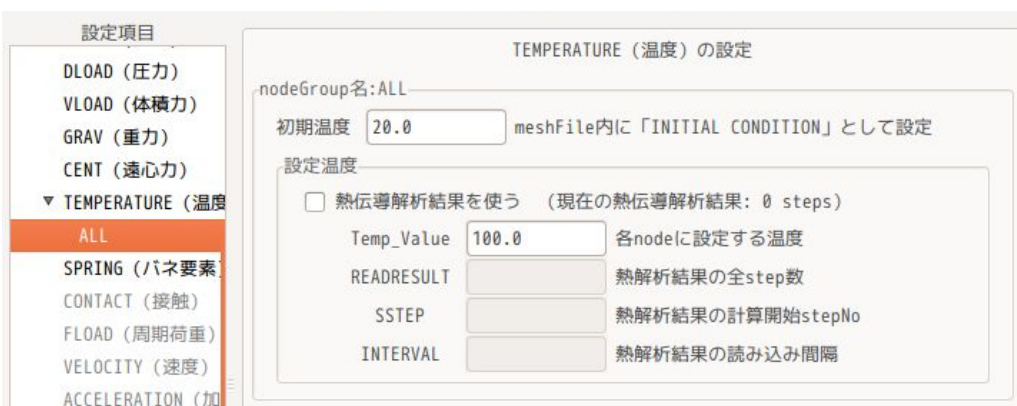 設定項目
DLOAD (圧力)
VLOAD (体積力)
GRAV (重力)
CENT (遠心力)
▼ TEMPERATURE (温度
ALL
SPRING (バネ要素)
CONTACT (接触)
FLOAD (周期荷重)
VELOCITY (速度)
ACCELERATION (加
TEMPERATURE (温度) の設定
nodeGroup名:ALL
初期温度 20.0 meshFile内に「INITIAL CONDITION」として設定
設定温度
熱伝導解析結果を使う (現在の熱伝導解析結果: 0 steps)
Temp_Value 100.0 各nodeに設定する温度
READRESULT 熱解析結果の全step数
SSTEP 熱解析結果の計算開始stepNo
INTERVAL 熱解析結果の読み込み間隔